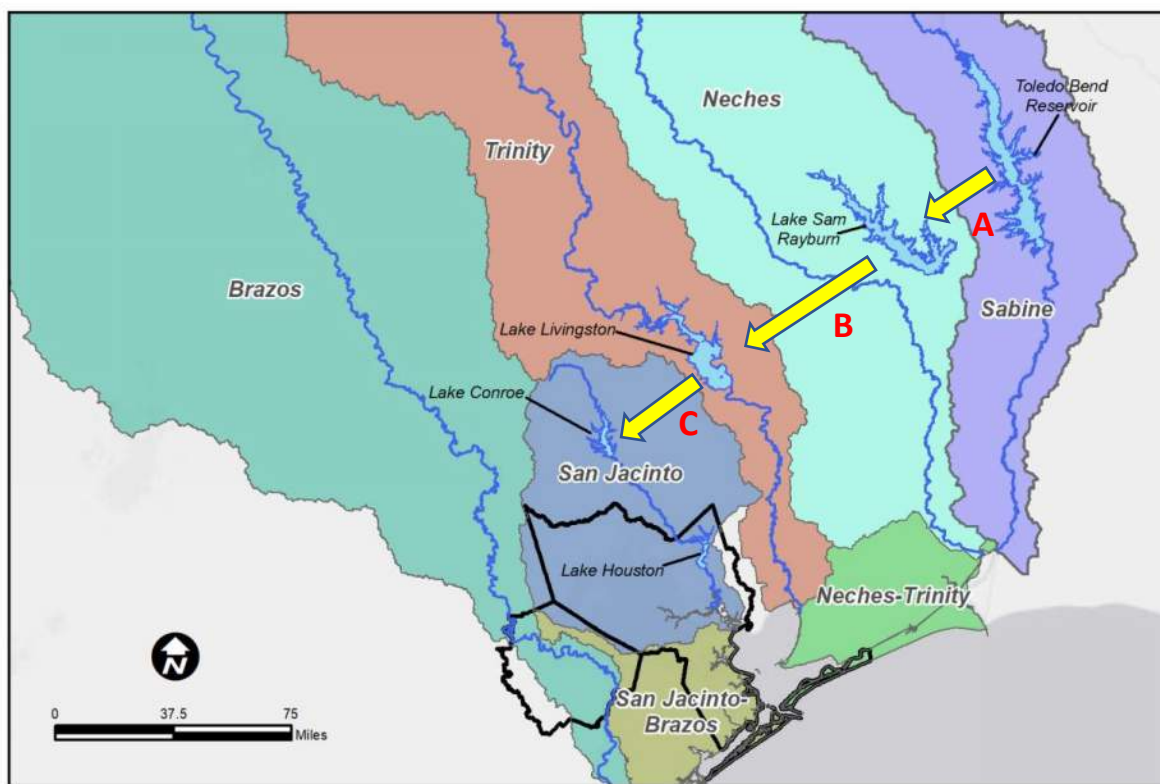 Toledo Bend
Reservoir
Neches
Trinity
Lake Sam
Rayburn
A
Brazos
Sabine
B
Lake Livingston
Lake Conroe
C
San Jacinto
Lake Houston
Neches-Trinity
N
San Jacinto-
Brazos
0 37.5 75
Miles